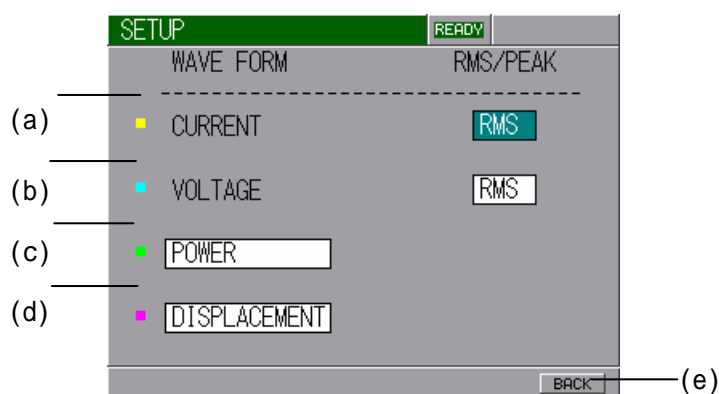 SETUP READY
WAVE FORM RMS/PEAK
(a) CURRENT RMS
(b) VOLTAGE RMS
(c) POWER
(d) DISPLACEMENT
BACK (e)